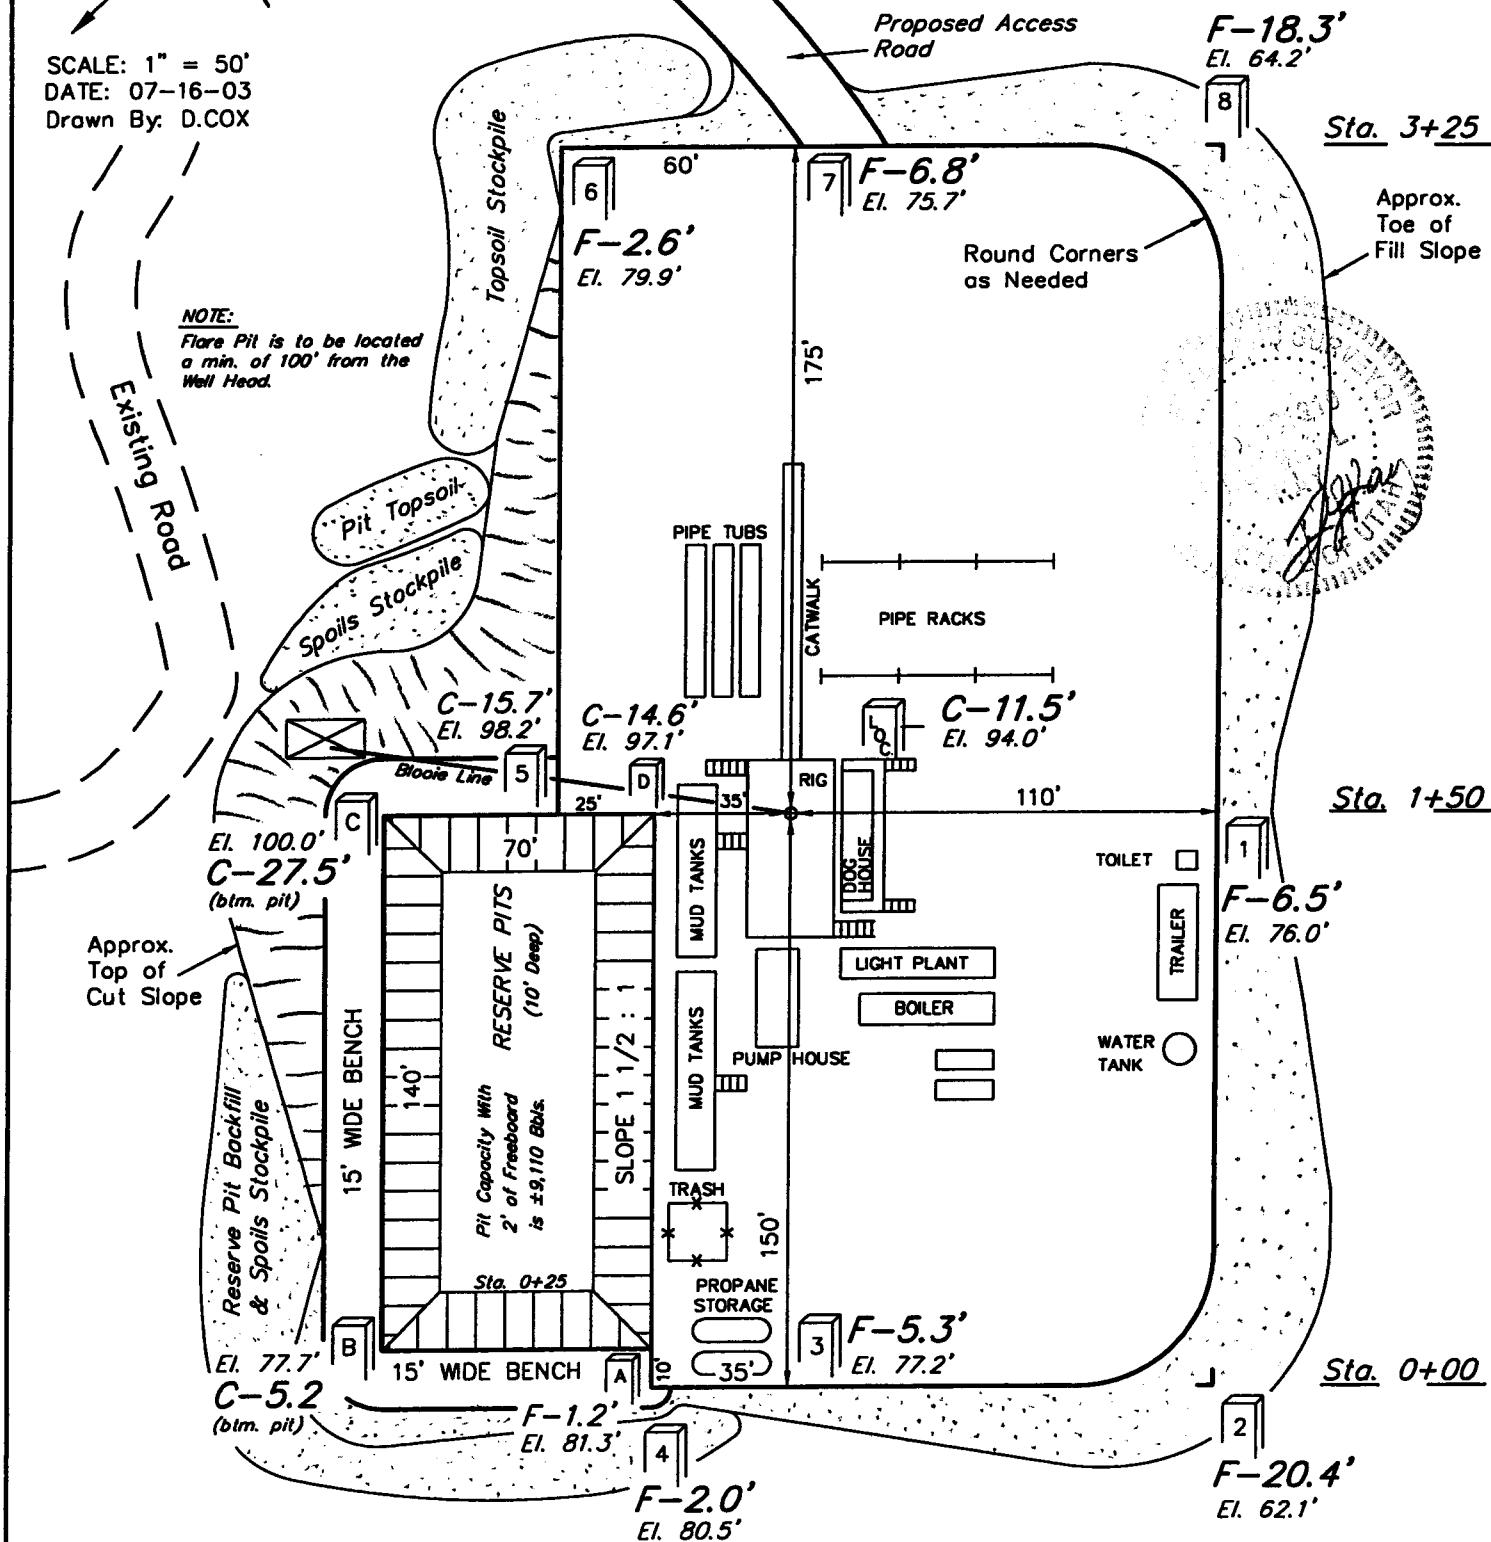 SCALE: 1" = 50'
DATE: 07-16-03
Drawn By: D.COX
Proposed Access
Road
F-18.3'
El. 64.2'
8
Sta. 3+25
60'
6
7
F-6.8'
El. 75.7'
F-2.6'
El. 79.9'
Topsoil Stockpile
Round Corners
as Needed
Approx.
Toe of
Fill Slope
NOTE:
Flare Pit is to be located
a min. of 100' from the
Well Head.
175'
Existing Road
SURVEYOR
OF UTAH
Pit Topsoil
Spoils Stockpile
PIPE TUBS
CATWALK
PIPE RACKS
C-15.7'
El. 98.2'
C-14.6'
El. 97.1'
LOC.
C-11.5'
El. 94.0'
Blooie Line
5
D
RIG
25'
35'
110'
Sta. 1+50
El. 100.0'
C
C-27.5'
(btm. pit)
70'
MUD TANKS
DOG
HOUSE
TOILET
1
F-6.5'
El. 76.0'
TRAILER
Approx.
Top of
Cut Slope
RESERVE PITS
(10' Deep)
LIGHT PLANT
BOILER
15' WIDE BENCH
140'
Pit Capacity With
2' of Freeboard
is ±9,110 Bbls.
SLOPE 1 1/2 : 1
MUD TANKS
PUMP HOUSE
WATER
TANK
Reserve Pit Backfill
& Spoils Stockpile
TRASH
150'
Sta. 0+25
PROPANE
STORAGE
B
El. 77.7'
C-5.2
(btm. pit)
15' WIDE BENCH
A
10'
35'
3
F-5.3'
El. 77.2'
Sta. 0+00
F-1.2'
El. 81.3'
4
F-2.0'
El. 80.5'
2
F-20.4'
El. 62.1'